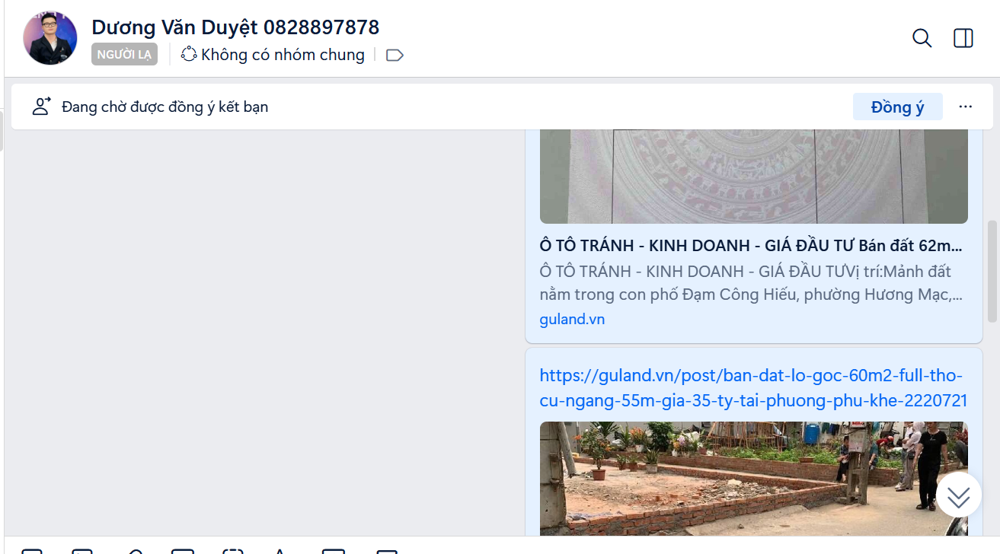 Dương Văn Duyệt 0828897878
NGƯỜI LẠ
Không có nhóm chung
Đang chờ được đồng ý kết bạn
Đồng ý
Ô TÔ TRÁNH - KINH DOANH - GIÁ ĐẦU TƯ Bán đất 62m...
Ô TÔ TRÁNH - KINH DOANH - GIÁ ĐẦU TƯVị trí:Mảnh đất
nằm trong con phố Đạm Công Hiếu, phường Hương Mạc,...
guland.vn
https://guland.vn/post/ban-dat-lo-goc-60m2-full-tho-
cu-ngang-55m-gia-35-ty-tai-phuong-phu-khe-2220721